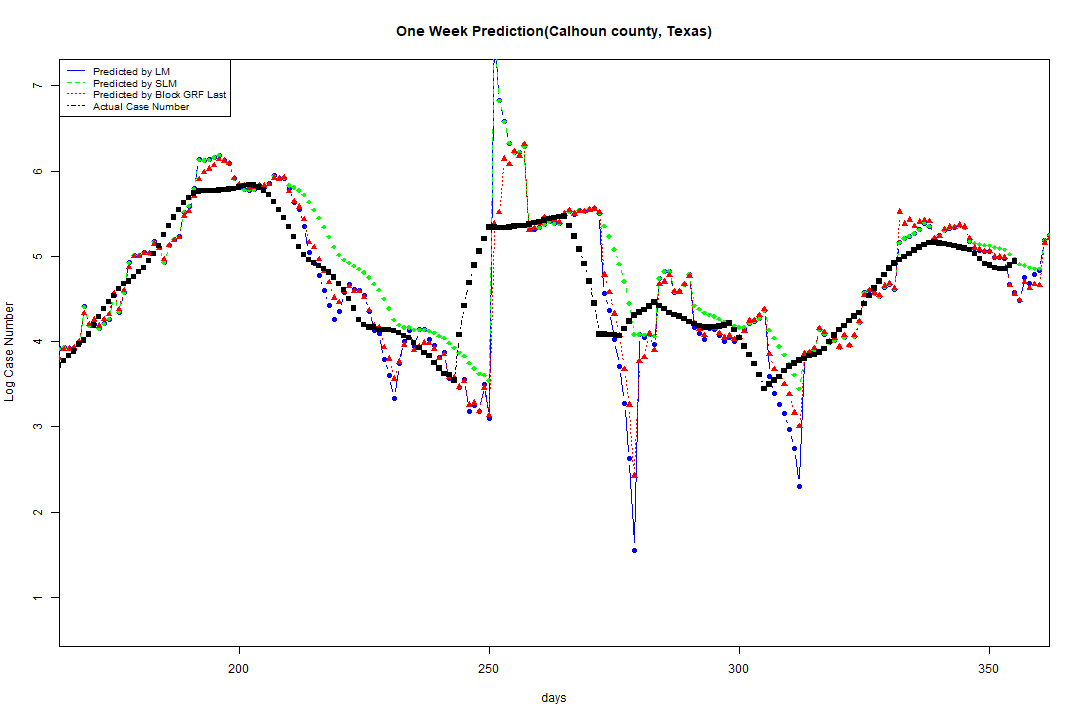 One Week Prediction(Calhoun county, Texas)
Predicted by LM
Predicted by SLM
Predicted by Block GRF Last
Actual Case Number
7
6
5
4
3
2
1
Log Case Number
200 250 300 350
days